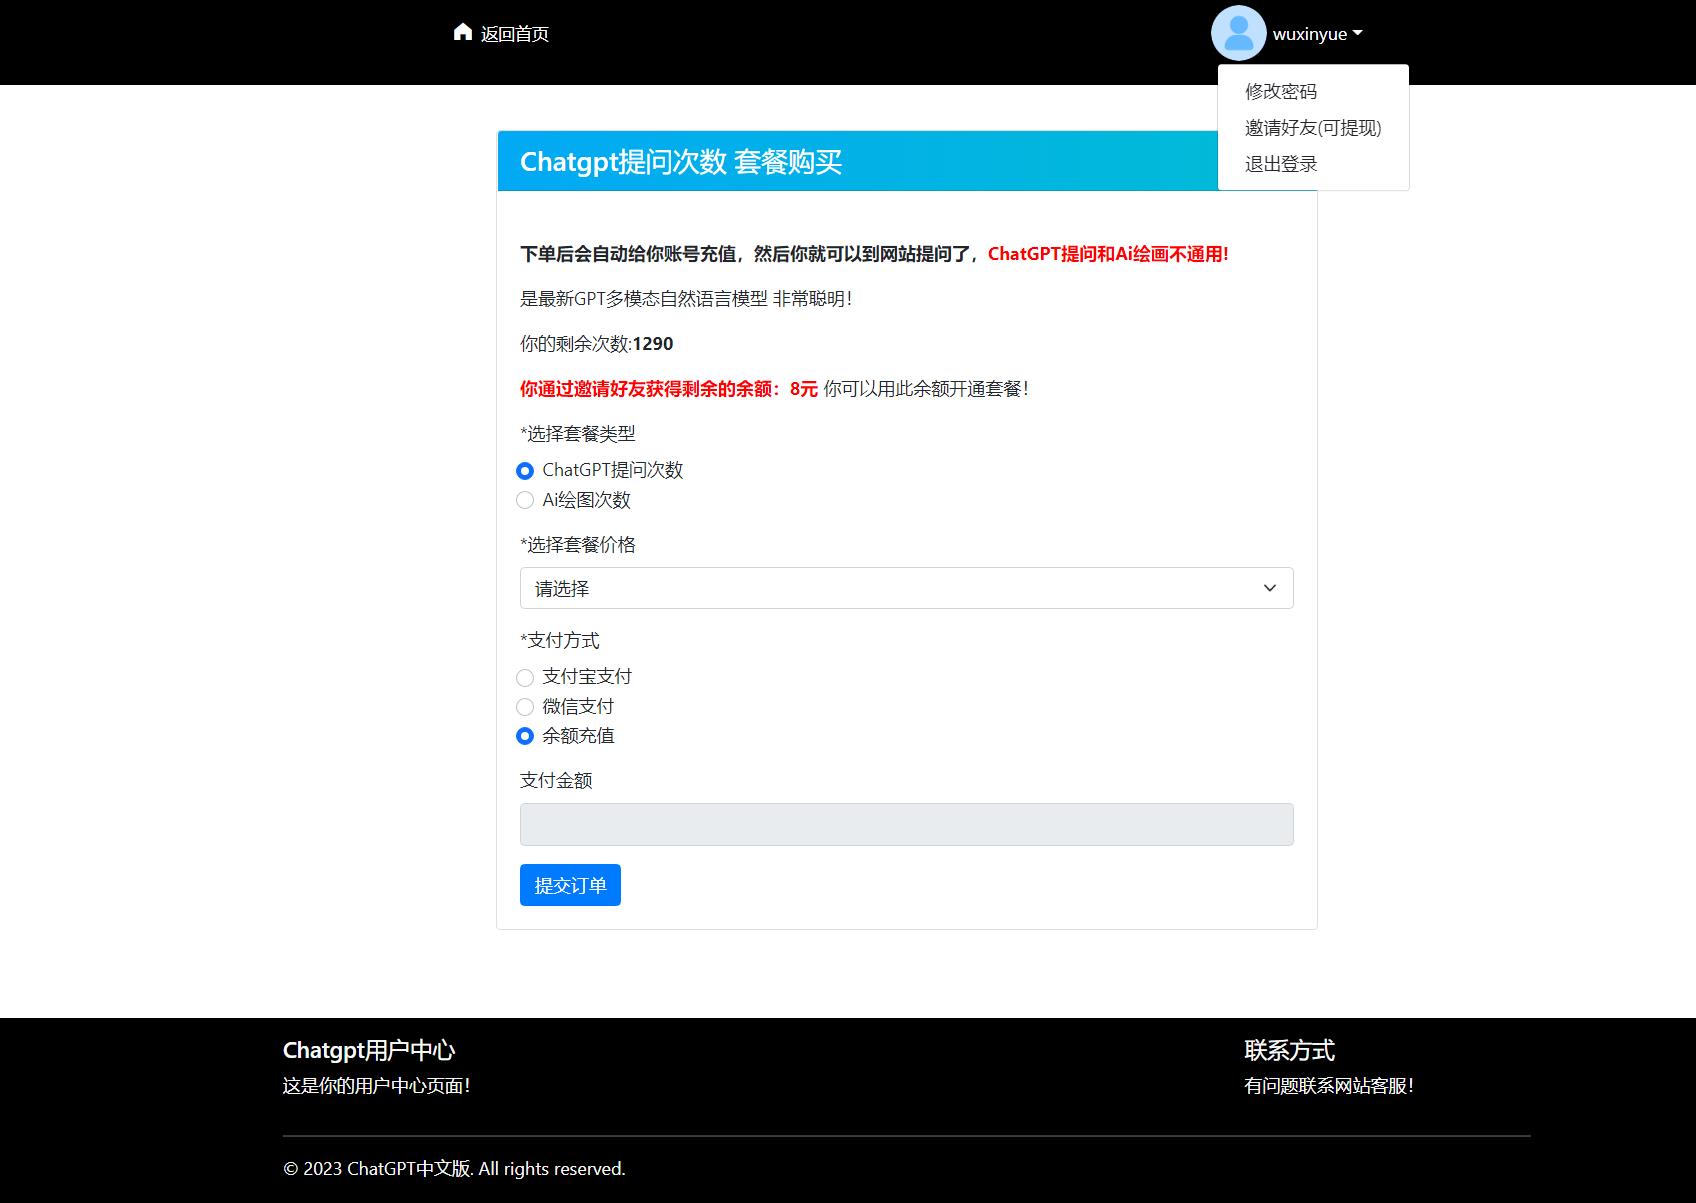 返回首页
wuxinyue
修改密码
邀请好友(可提现)
退出登录
Chatgpt提问次数 套餐购买
下单后会自动给你账号充值，然后你就可以到网站提问了，ChatGPT提问和Ai绘画不通用!
是最新GPT多模态自然语言模型 非常聪明！
你的剩余次数:1290
你通过邀请好友获得剩余的余额：8元 你可以用此余额开通套餐！
*选择套餐类型
ChatGPT提问次数
Ai绘图次数
*选择套餐价格
请选择
*支付方式
支付宝支付
微信支付
余额充值
支付金额
提交订单
Chatgpt用户中心
这是你的用户中心页面！
联系方式
有问题联系网站客服！
© 2023 ChatGPT中文版. All rights reserved.